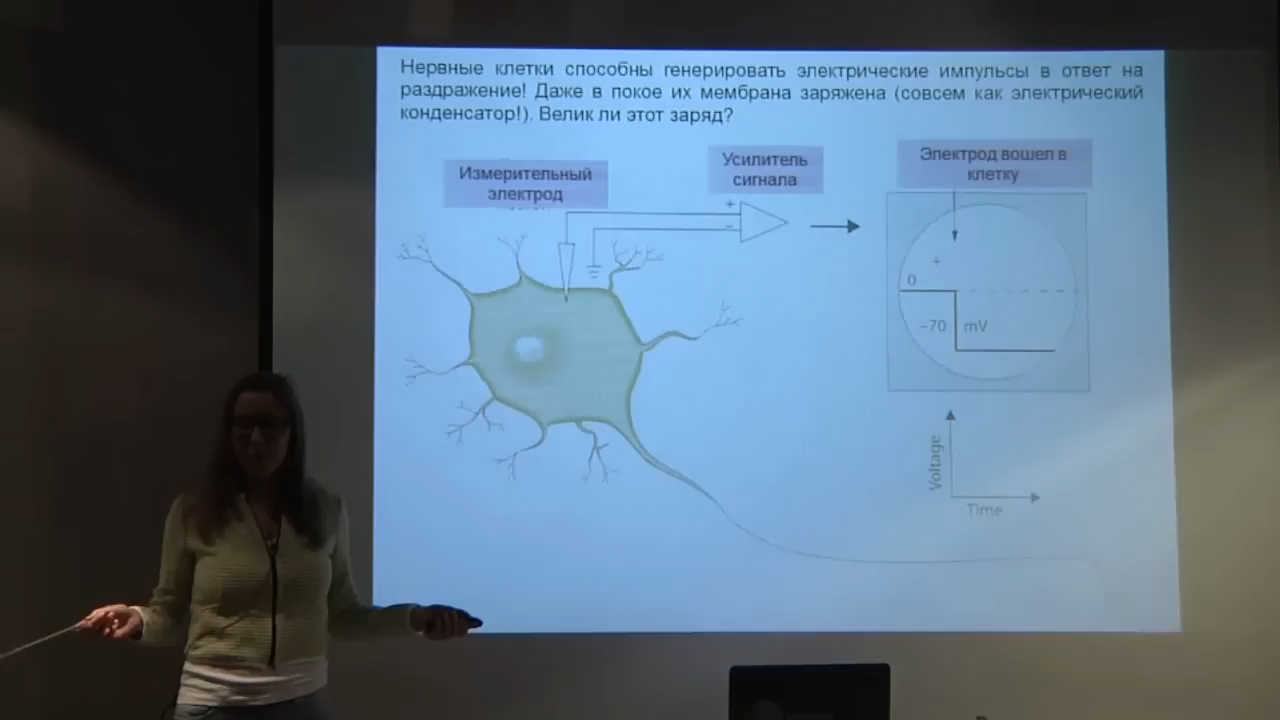 Нервные клетки способны генерировать электрические импульсы в ответ на
раздражение! Даже в покое их мембрана заряжена (совсем как электрический
конденсатор!). Велик ли этот заряд?
Измерительный
электрод
Усилитель
сигнала
Электрод вошел в
клетку
+
−
+
0
−70 mV
Voltage
Time